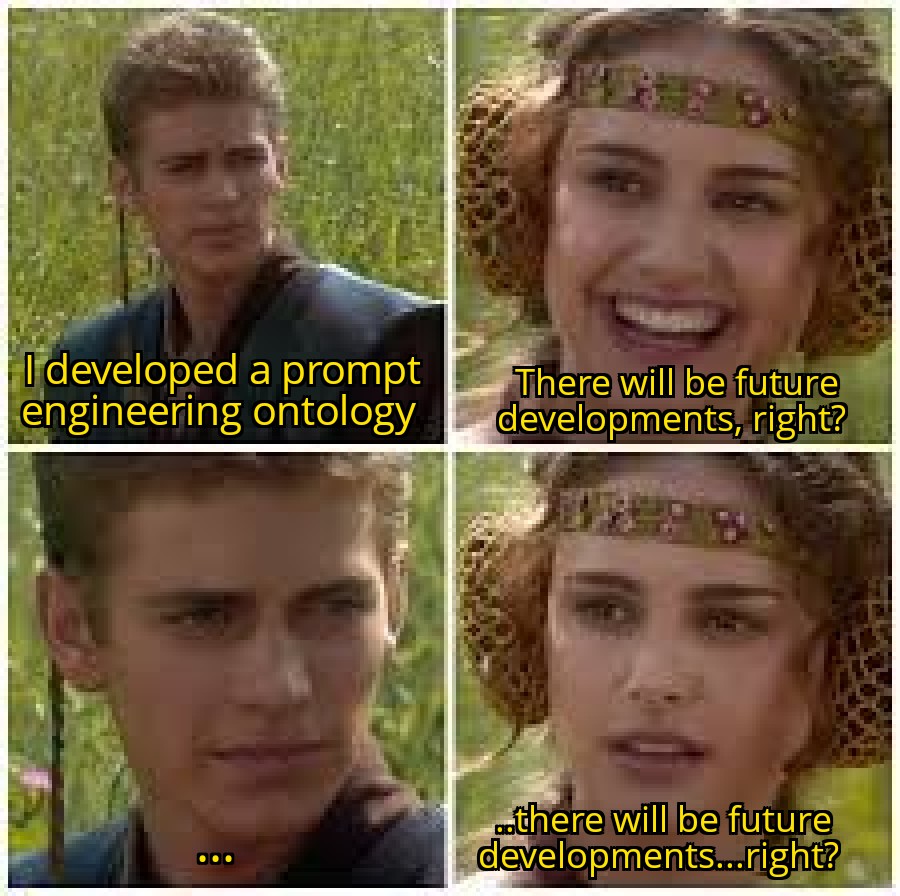 I developed a prompt
engineering ontology
There will be future
developments, right?
...
..there will be future
developments...right?